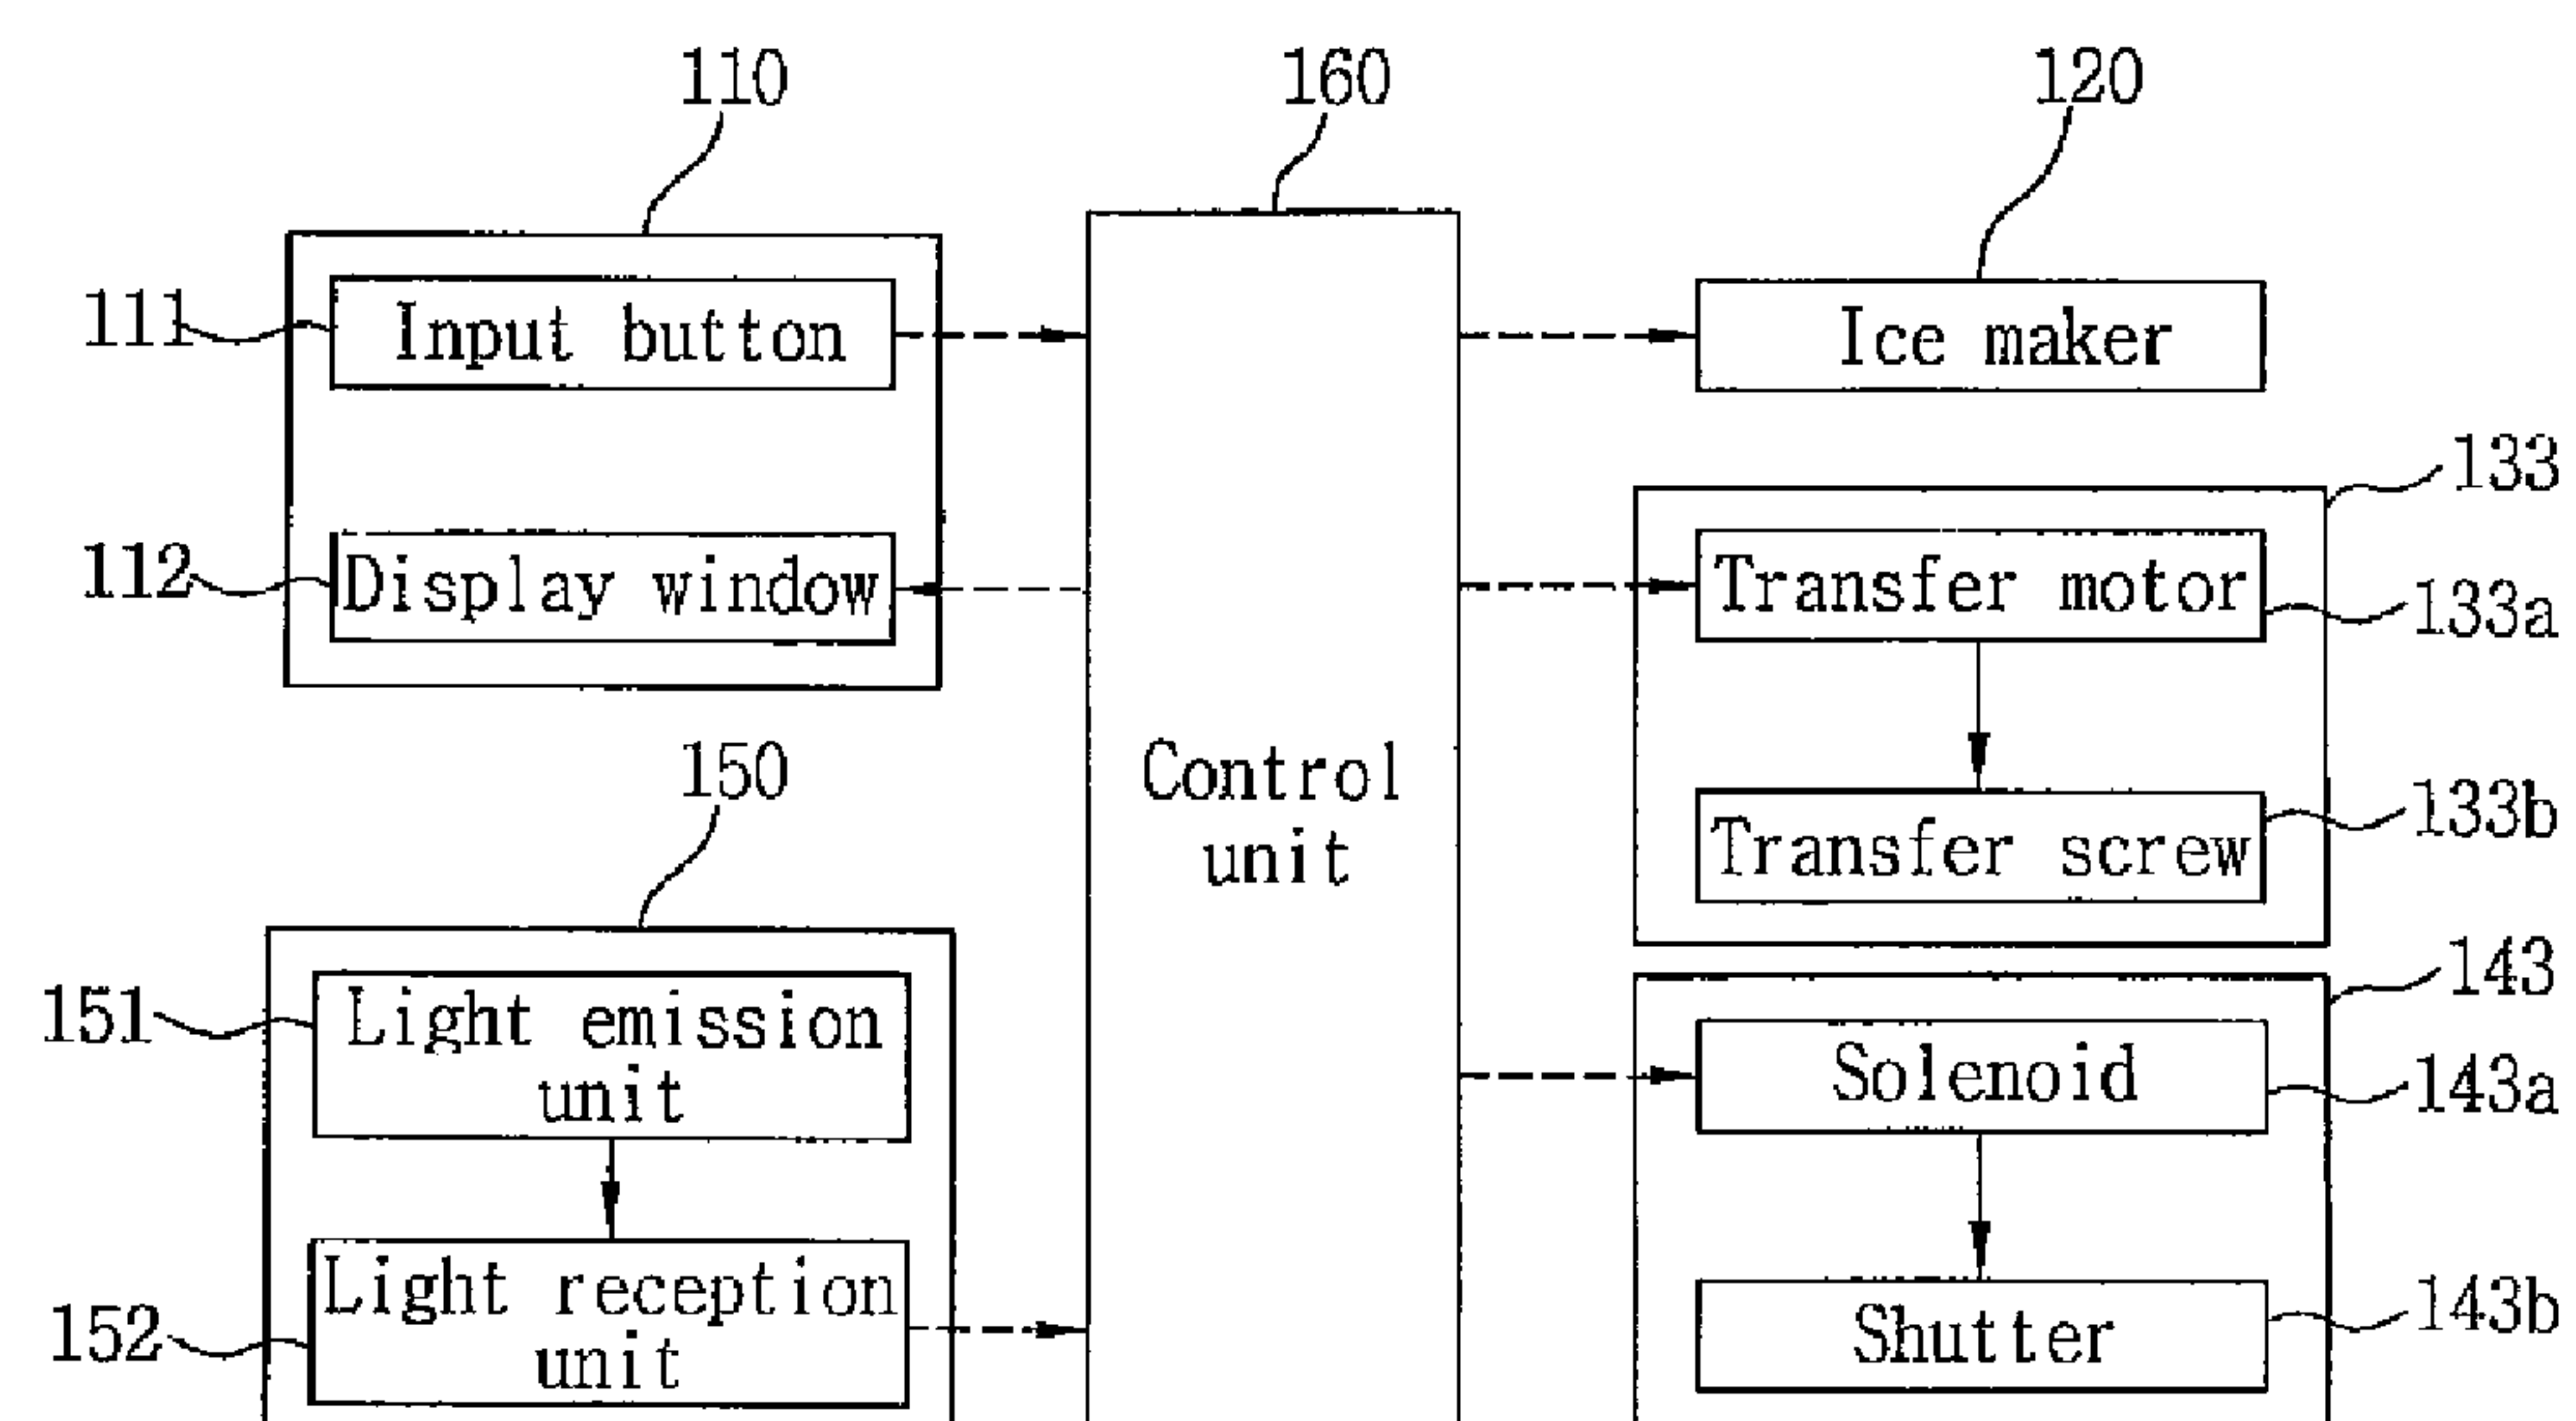 110
160
120
111
Input button
Ice maker
133
112
Display window
Transfer motor
133a
150
Control
unit
133b
Transfer screw
143
151
Light emission
unit
Solenoid
143a
152
Light reception
unit
Shutter
143b